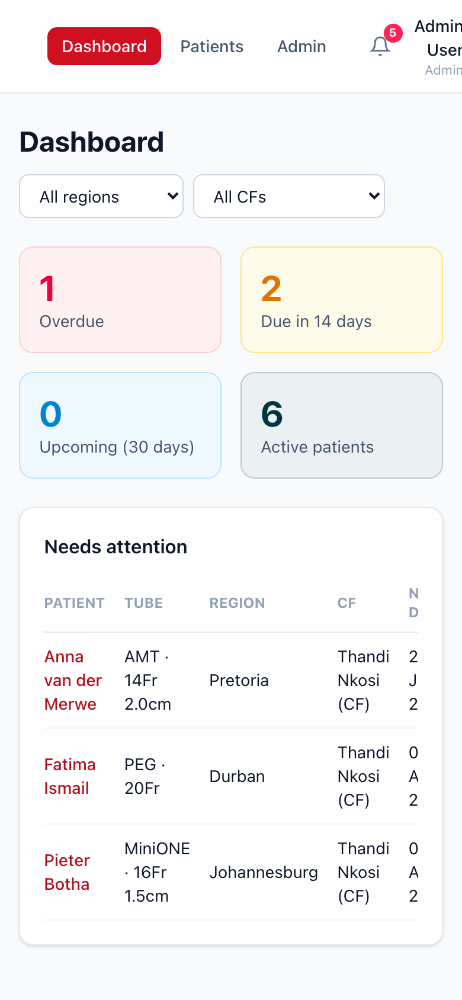 Dashboard Patients Admin 5 Admin
User
Admin
Dashboard
All regions All CFs
1 2
Overdue Due in 14 days
0 6
Upcoming (30 days) Active patients
Needs attention
PATIENT TUBE REGION CF N
D
Anna van der Merwe AMT · 14Fr 2.0cm Pretoria Thandi Nkosi (CF) 2 J 2
Fatima Ismail PEG · 20Fr Durban Thandi Nkosi (CF) 0 A 2
Pieter Botha MiniONE · 16Fr 1.5cm Johannesburg Thandi Nkosi (CF) 0 A 2